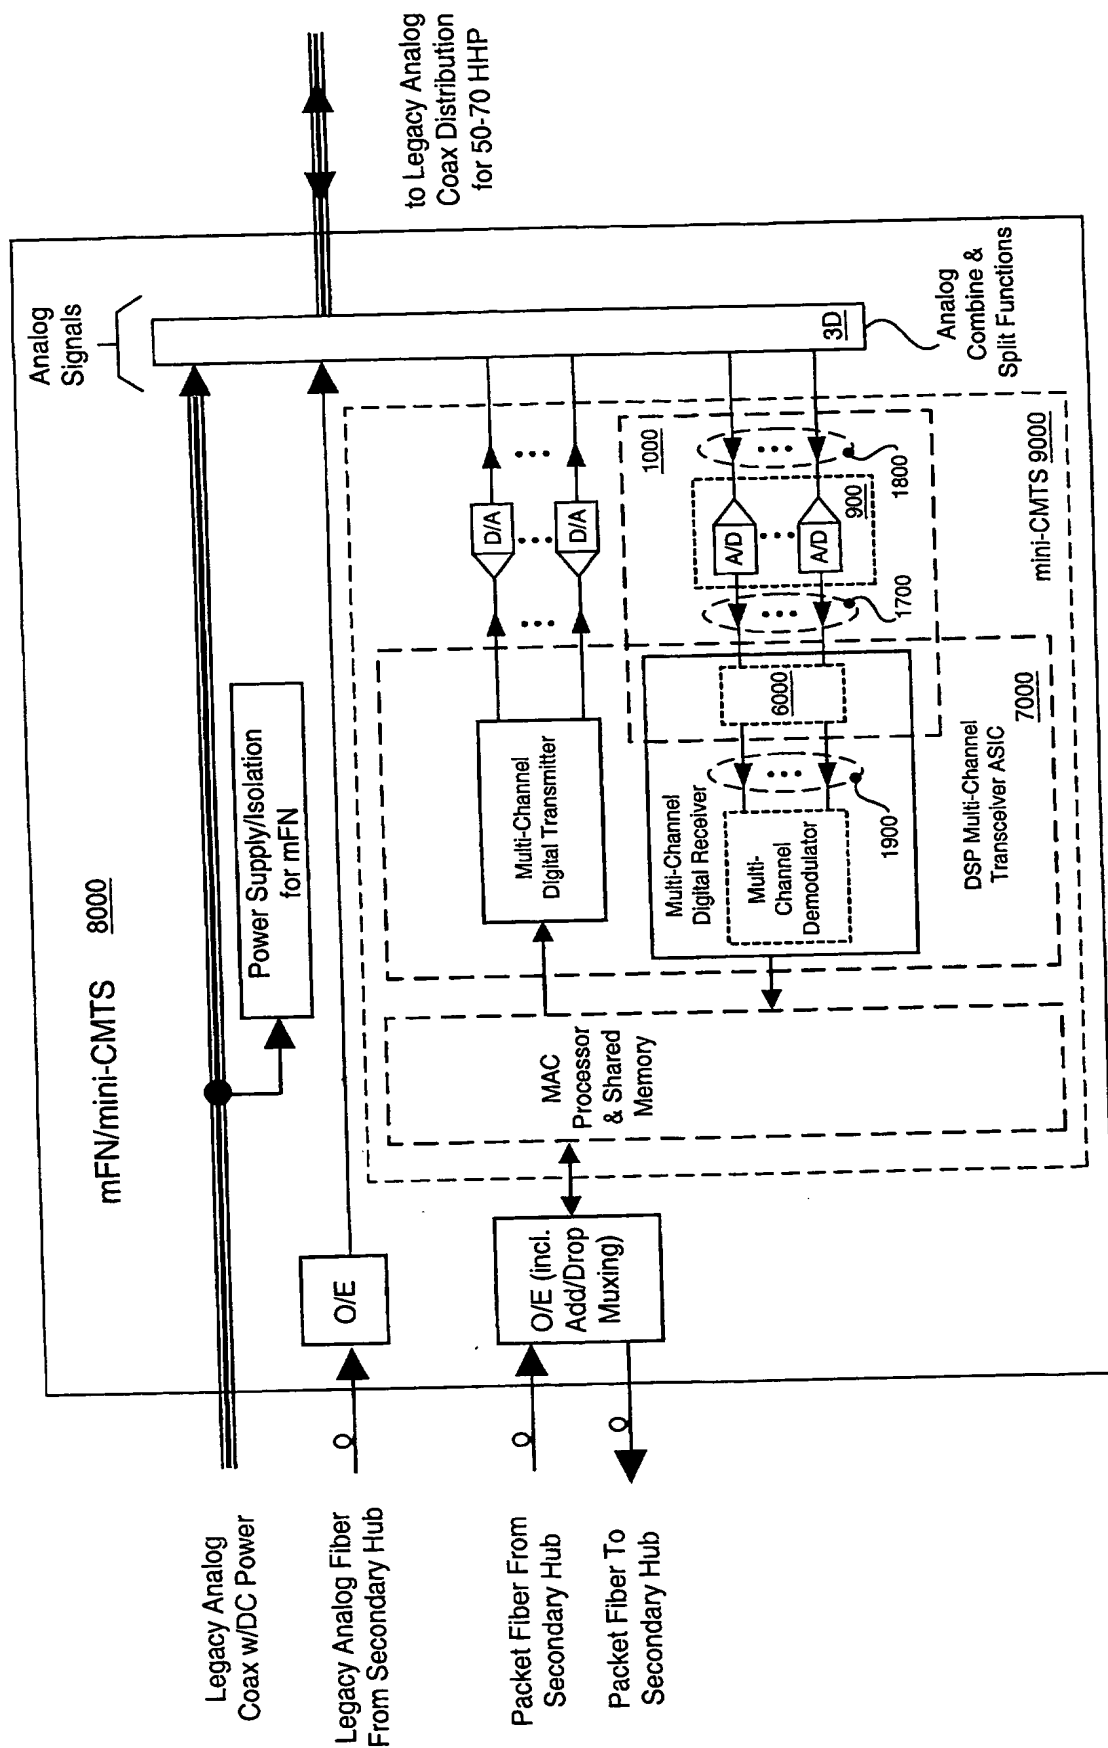 mFN/mini-CMTS 8000
Analog
Signals
Legacy Analog
Coax w/DC Power
Power Supply/Isolation
for mFN
to Legacy Analog
Coax Distribution
for 50-70 HHP
Legacy Analog Fiber
From Secondary Hub
O/E
Packet Fiber From
Secondary Hub
Packet Fiber To
Secondary Hub
O/E (incl.
Add/Drop
Muxing)
MAC
Processor
& Shared
Memory
Multi-Channel
Digital Transmitter
D/A
D/A
Multi-Channel
Digital Receiver
Multi-
Channel
Demodulator
1900
6000
1700
A/D
A/D
900
1000
1800
DSP Multi-Channel
Transceiver ASIC
7000
mini-CMTS 9000
3D
Analog
Combine &
Split Functions